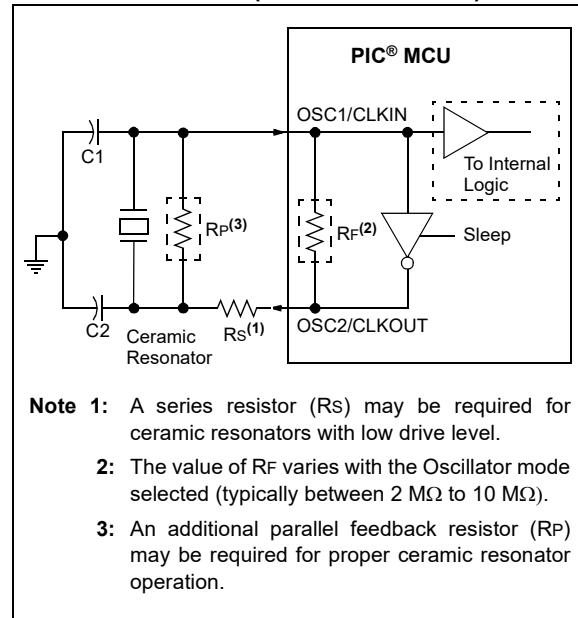 PIC® MCU
OSC1/CLKIN
C1
To Internal
Logic
RP(3)
RF(2)
Sleep
C2
Ceramic
Resonator
RS(1)
OSC2/CLKOUT
Note 1: A series resistor (RS) may be required for
ceramic resonators with low drive level.
2: The value of RF varies with the Oscillator mode
selected (typically between 2 MΩ to 10 MΩ).
3: An additional parallel feedback resistor (RP)
may be required for proper ceramic resonator
operation.